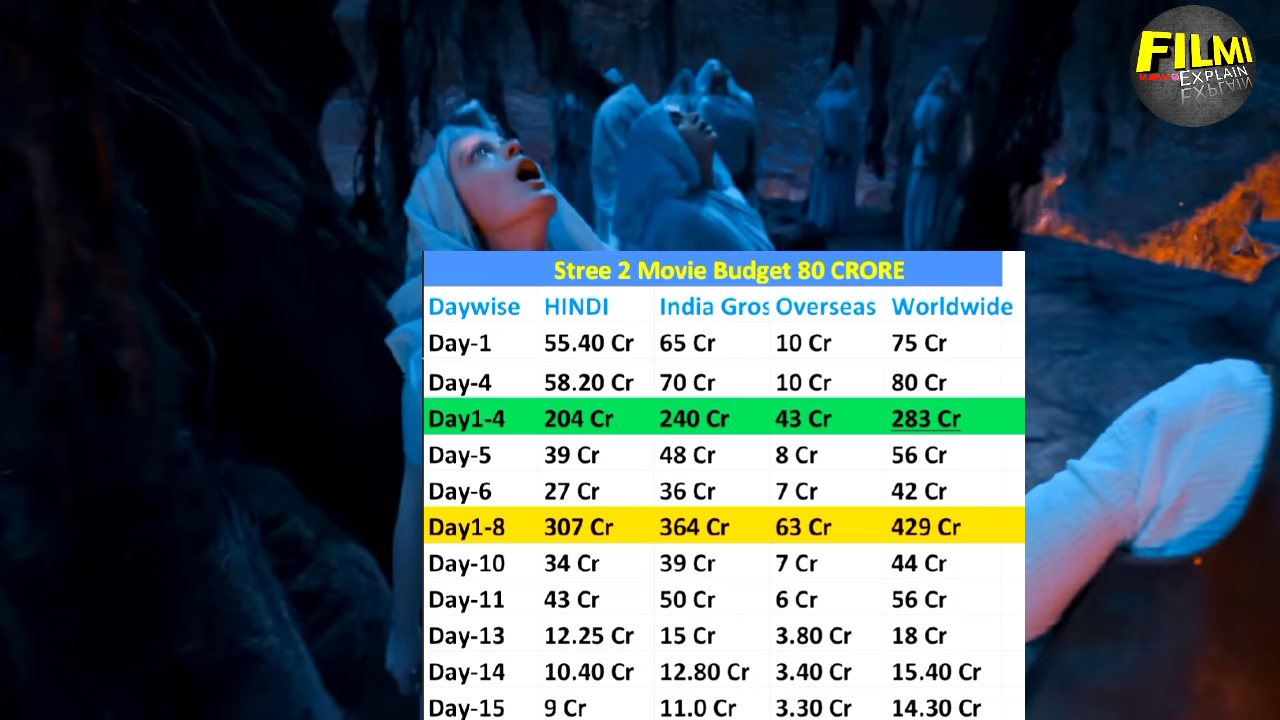 FILMI
EXPLAIN
Stree 2 Movie Budget 80 CRORE
Daywise HINDI India Gros Overseas Worldwide
Day-1 55.40 Cr 65 Cr 10 Cr 75 Cr
Day-4 58.20 Cr 70 Cr 10 Cr 80 Cr
Day1-4 204 Cr 240 Cr 43 Cr 283 Cr
Day-5 39 Cr 48 Cr 8 Cr 56 Cr
Day-6 27 Cr 36 Cr 7 Cr 42 Cr
Day1-8 307 Cr 364 Cr 63 Cr 429 Cr
Day-10 34 Cr 39 Cr 7 Cr 44 Cr
Day-11 43 Cr 50 Cr 6 Cr 56 Cr
Day-13 12.25 Cr 15 Cr 3.80 Cr 18 Cr
Day-14 10.40 Cr 12.80 Cr 3.40 Cr 15.40 Cr
Day-15 9 Cr 11.0 Cr 3.30 Cr 14.30 Cr